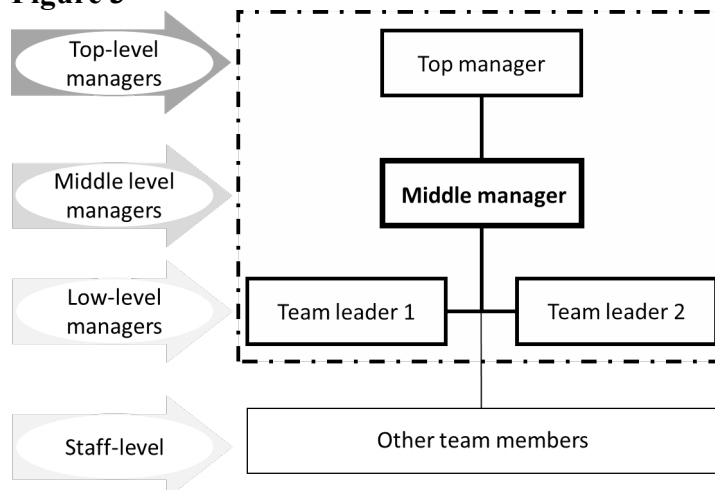 Top-level
managers
Top manager
Middle level
managers
Middle manager
Low-level
managers
Team leader 1
Team leader 2
Staff-level
Other team members